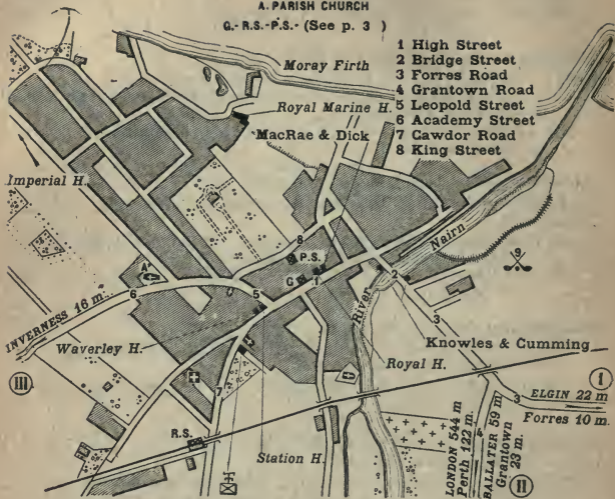 A. PARISH CHURCH
G.- R.S.- P.S.- (See p. 3 )
1 High Street
2 Bridge Street
3 Forres Road
4 Grantown Road
5 Leopold Street
6 Academy Street
7 Cawdor Road
8 King Street
Moray Firth
Royal Marine H.
MacRae & Dick
Imperial H.
Nairn
River
9
8
P.S.
A
G
1
2
6
5
3
INVERNESS 16 m.
Waverley H.
Knowles & Cumming
Royal H.
III
I
7
3
ELGIN 22 m
Forres 10 m.
4
R.S.
Station H.
LONDON 544 m
Perth 122 m.
BALLATER 59 m
Grantown
23 m.
II